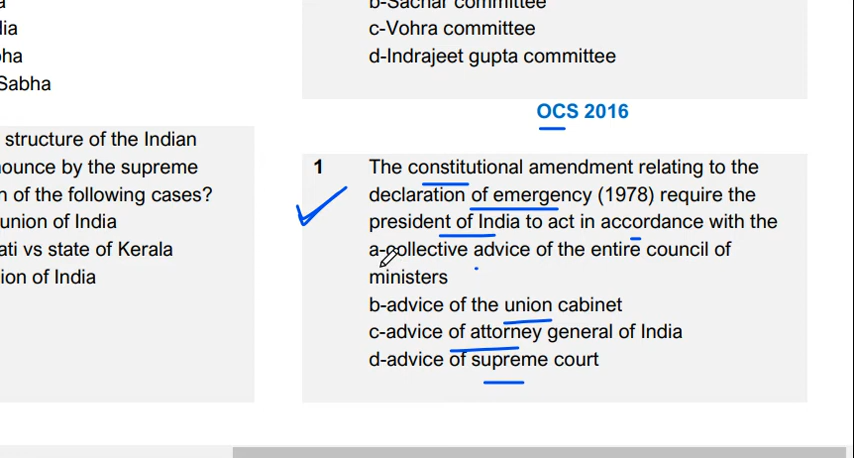 lia
Sabha
structure of the Indian
nounce by the supreme
of the following cases?
union of India
ati vs state of Kerala
ion of India
b-Sachar committee
c-Vohra committee
d-Indrajeet gupta committee
OCS 2016
1 The constitutional amendment relating to the
declaration of emergency (1978) require the
president of India to act in accordance with the
a-collective advice of the entire council of
ministers
b-advice of the union cabinet
c-advice of attorney general of India
d-advice of supreme court